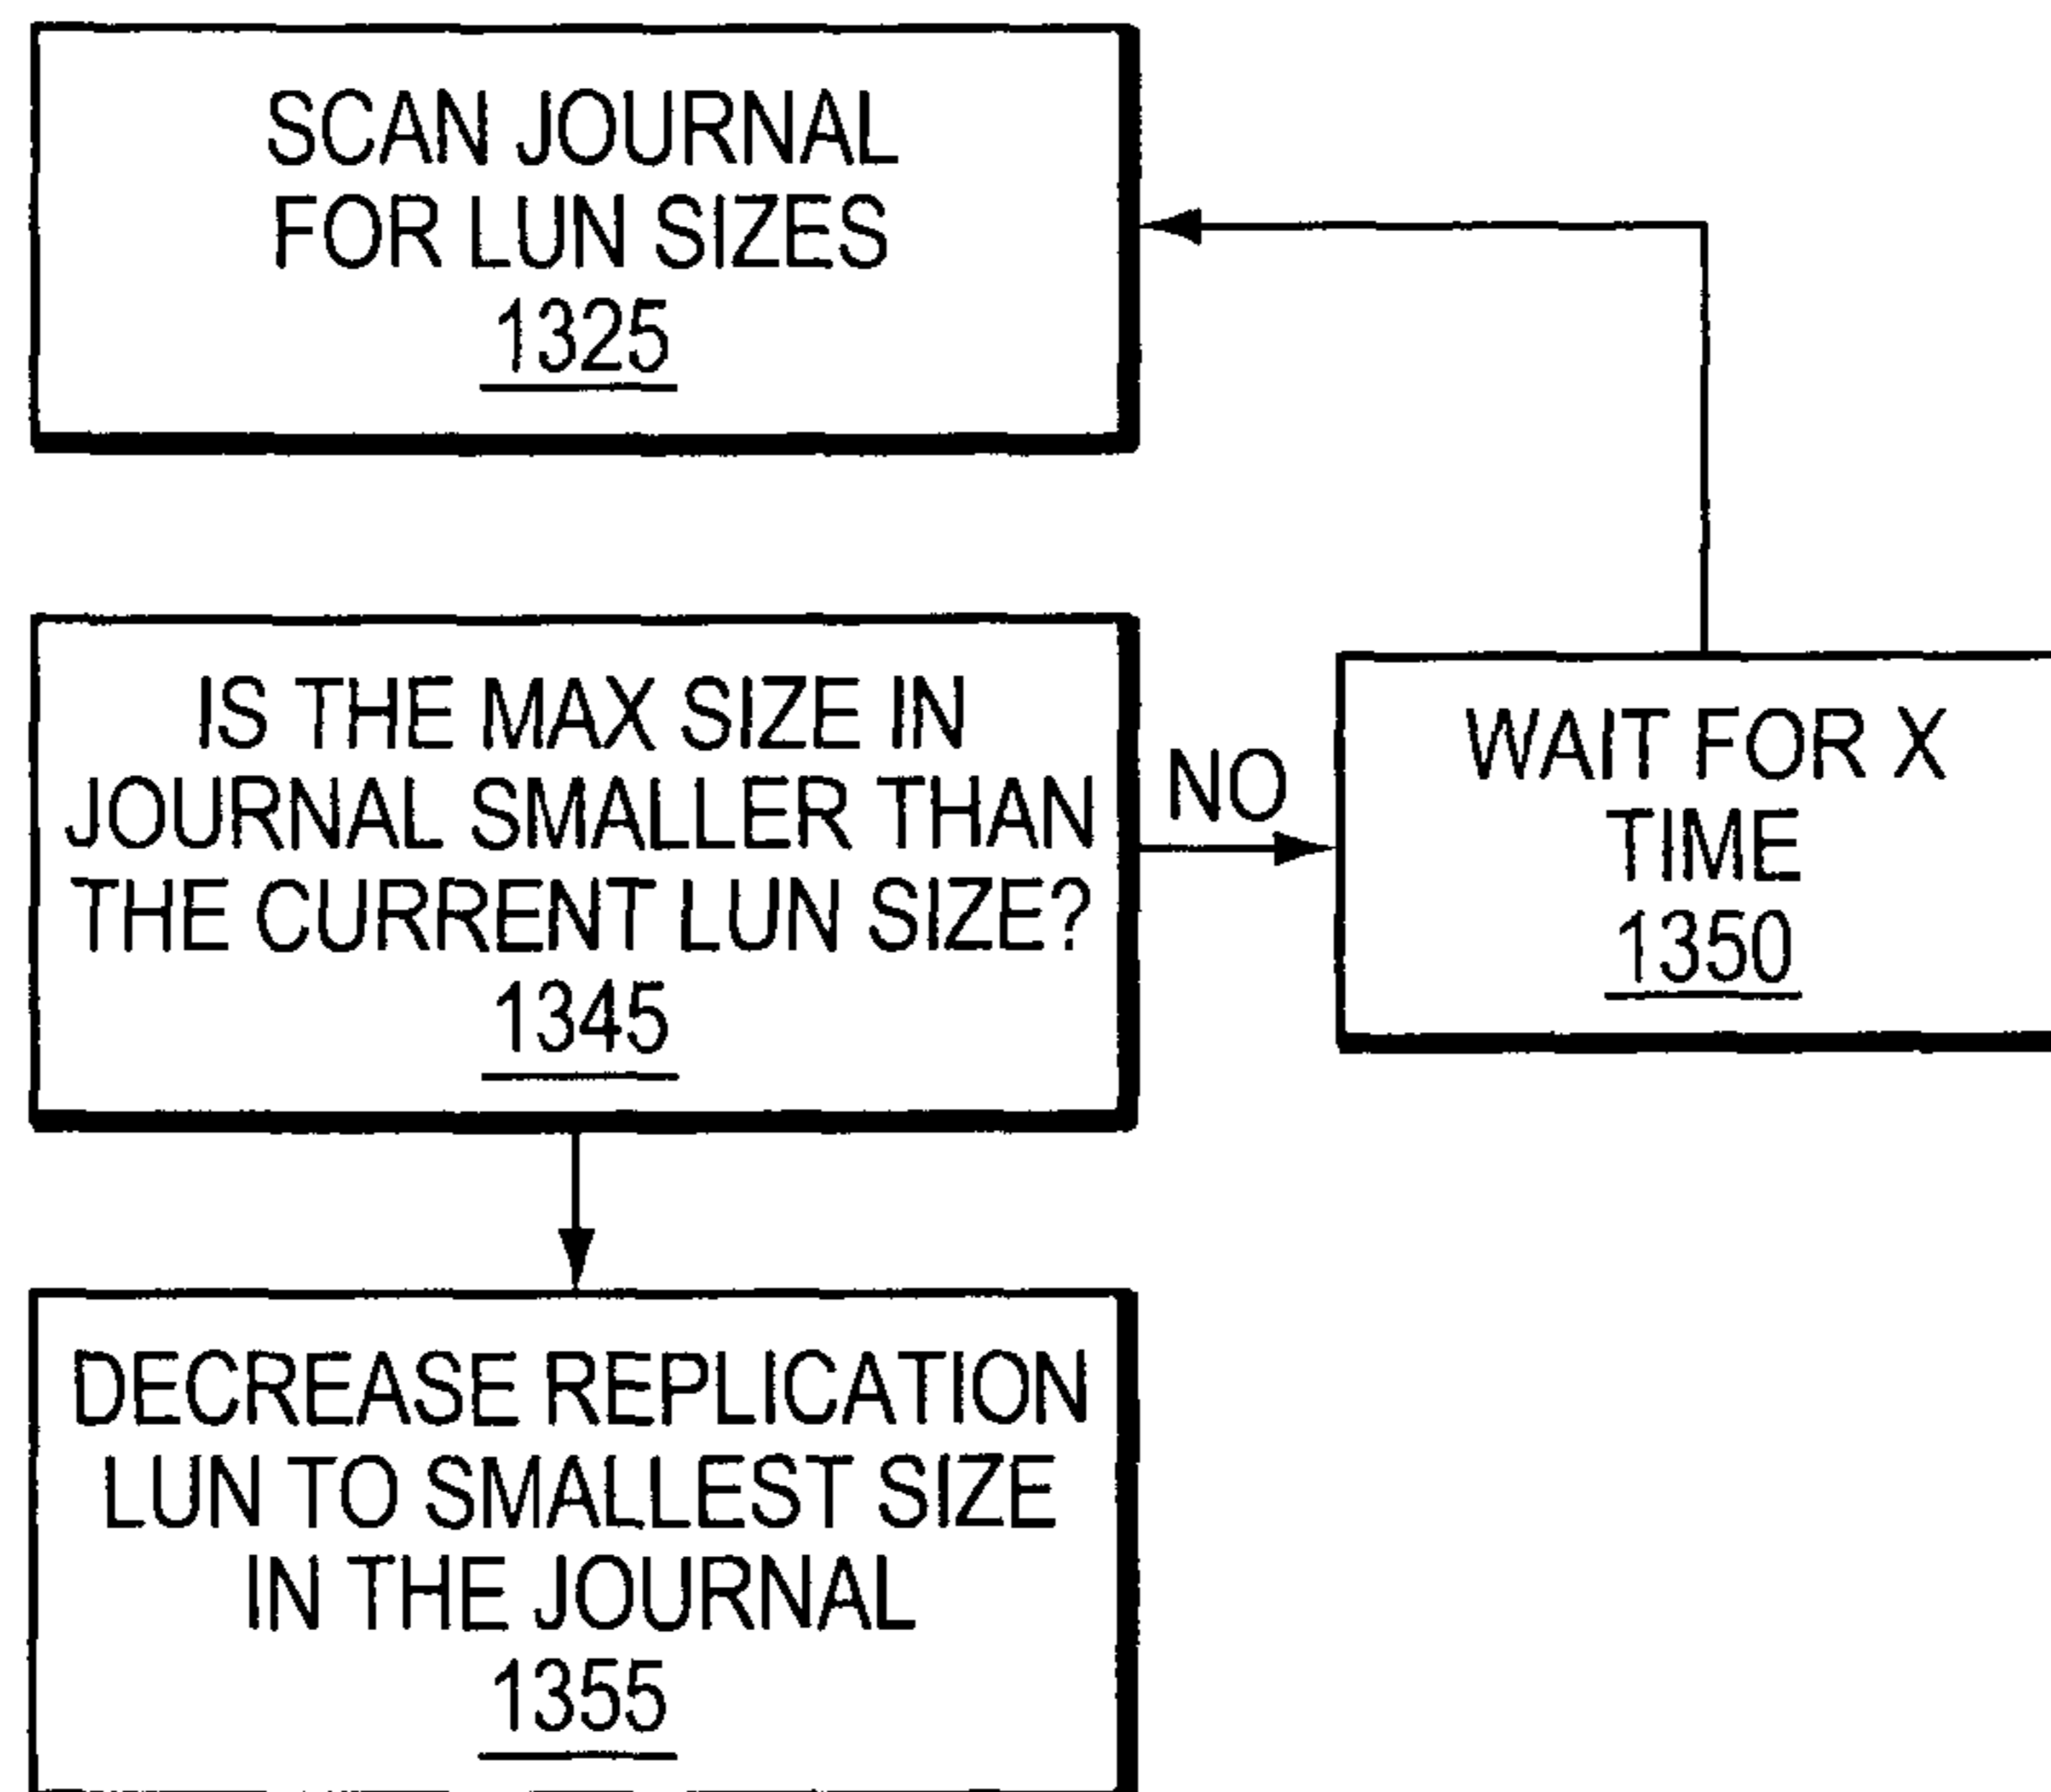 SCAN JOURNAL
FOR LUN SIZES
1325
IS THE MAX SIZE IN
JOURNAL SMALLER THAN
THE CURRENT LUN SIZE?
1345
NO
WAIT FOR X
TIME
1350
DECREASE REPLICATION
LUN TO SMALLEST SIZE
IN THE JOURNAL
1355